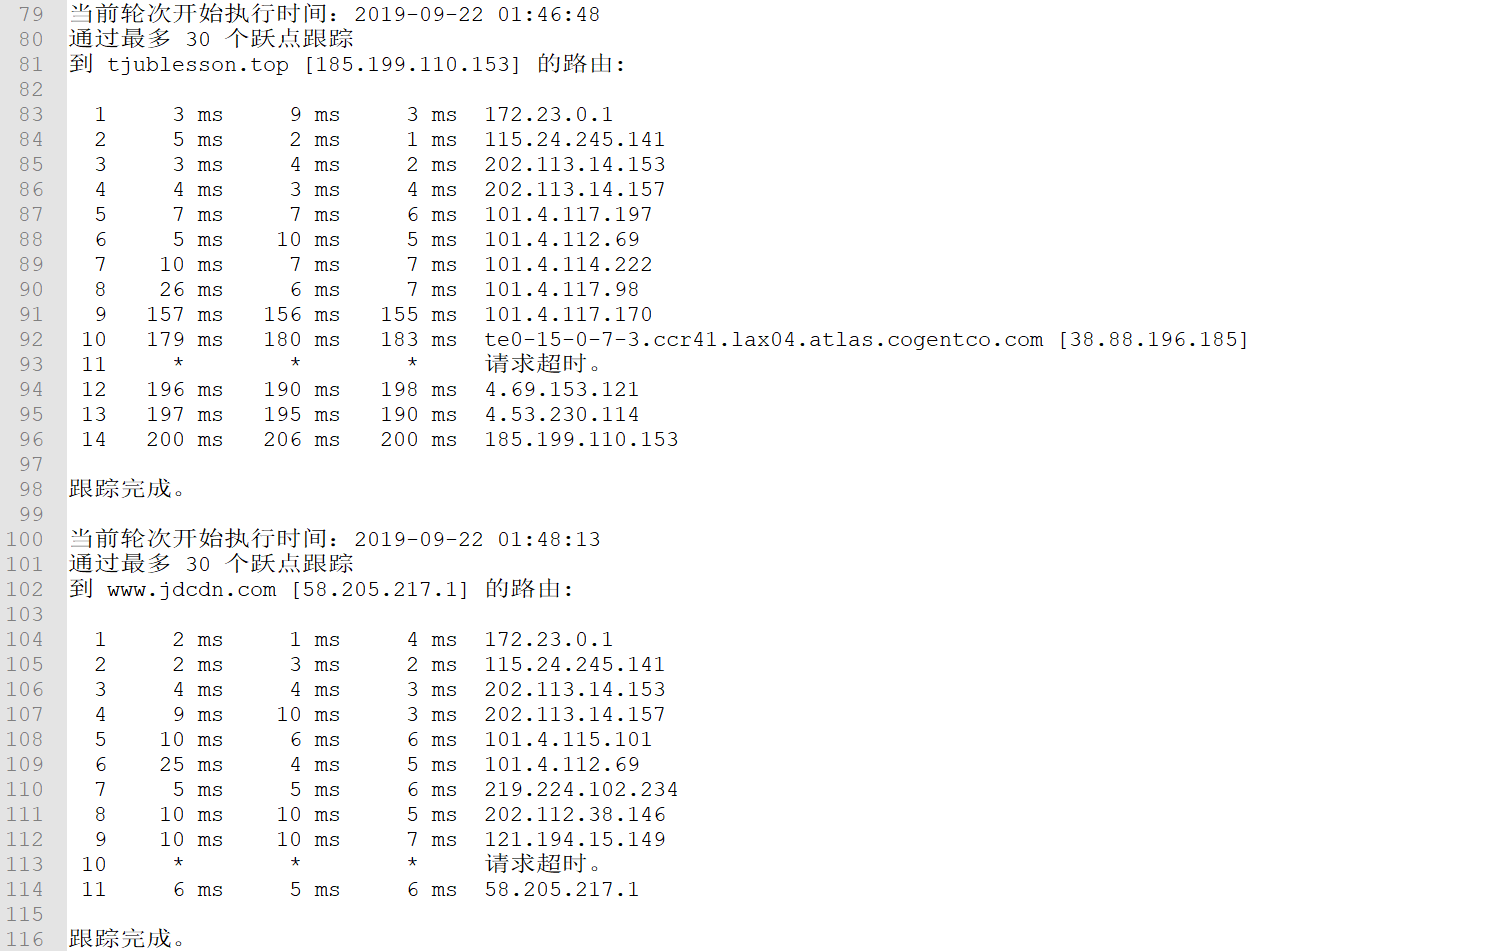 79 当前轮次开始执行时间：2019-09-22 01:46:48
80 通过最多 30 个跃点跟踪
81 到 tjublesson.top [185.199.110.153] 的路由:
82
83 1 3 ms 9 ms 3 ms 172.23.0.1
84 2 5 ms 2 ms 1 ms 115.24.245.141
85 3 3 ms 4 ms 2 ms 202.113.14.153
86 4 4 ms 3 ms 4 ms 202.113.14.157
87 5 7 ms 7 ms 6 ms 101.4.117.197
88 6 5 ms 10 ms 5 ms 101.4.112.69
89 7 10 ms 7 ms 7 ms 101.4.114.222
90 8 26 ms 6 ms 7 ms 101.4.117.98
91 9 157 ms 156 ms 155 ms 101.4.117.170
92 10 179 ms 180 ms 183 ms te0-15-0-7-3.ccr41.lax04.atlas.cogentco.com [38.88.196.185]
93 11 * * * 请求超时。
94 12 196 ms 190 ms 198 ms 4.69.153.121
95 13 197 ms 195 ms 190 ms 4.53.230.114
96 14 200 ms 206 ms 200 ms 185.199.110.153
97
98 跟踪完成。
99
100 当前轮次开始执行时间：2019-09-22 01:48:13
101 通过最多 30 个跃点跟踪
102 到 www.jdcdn.com [58.205.217.1] 的路由:
103
104 1 2 ms 1 ms 4 ms 172.23.0.1
105 2 2 ms 3 ms 2 ms 115.24.245.141
106 3 4 ms 4 ms 3 ms 202.113.14.153
107 4 9 ms 10 ms 3 ms 202.113.14.157
108 5 10 ms 6 ms 6 ms 101.4.115.101
109 6 25 ms 4 ms 5 ms 101.4.112.69
110 7 5 ms 5 ms 6 ms 219.224.102.234
111 8 10 ms 10 ms 5 ms 202.112.38.146
112 9 10 ms 10 ms 7 ms 121.194.15.149
113 10 * * * 请求超时。
114 11 6 ms 5 ms 6 ms 58.205.217.1
115
116 跟踪完成。